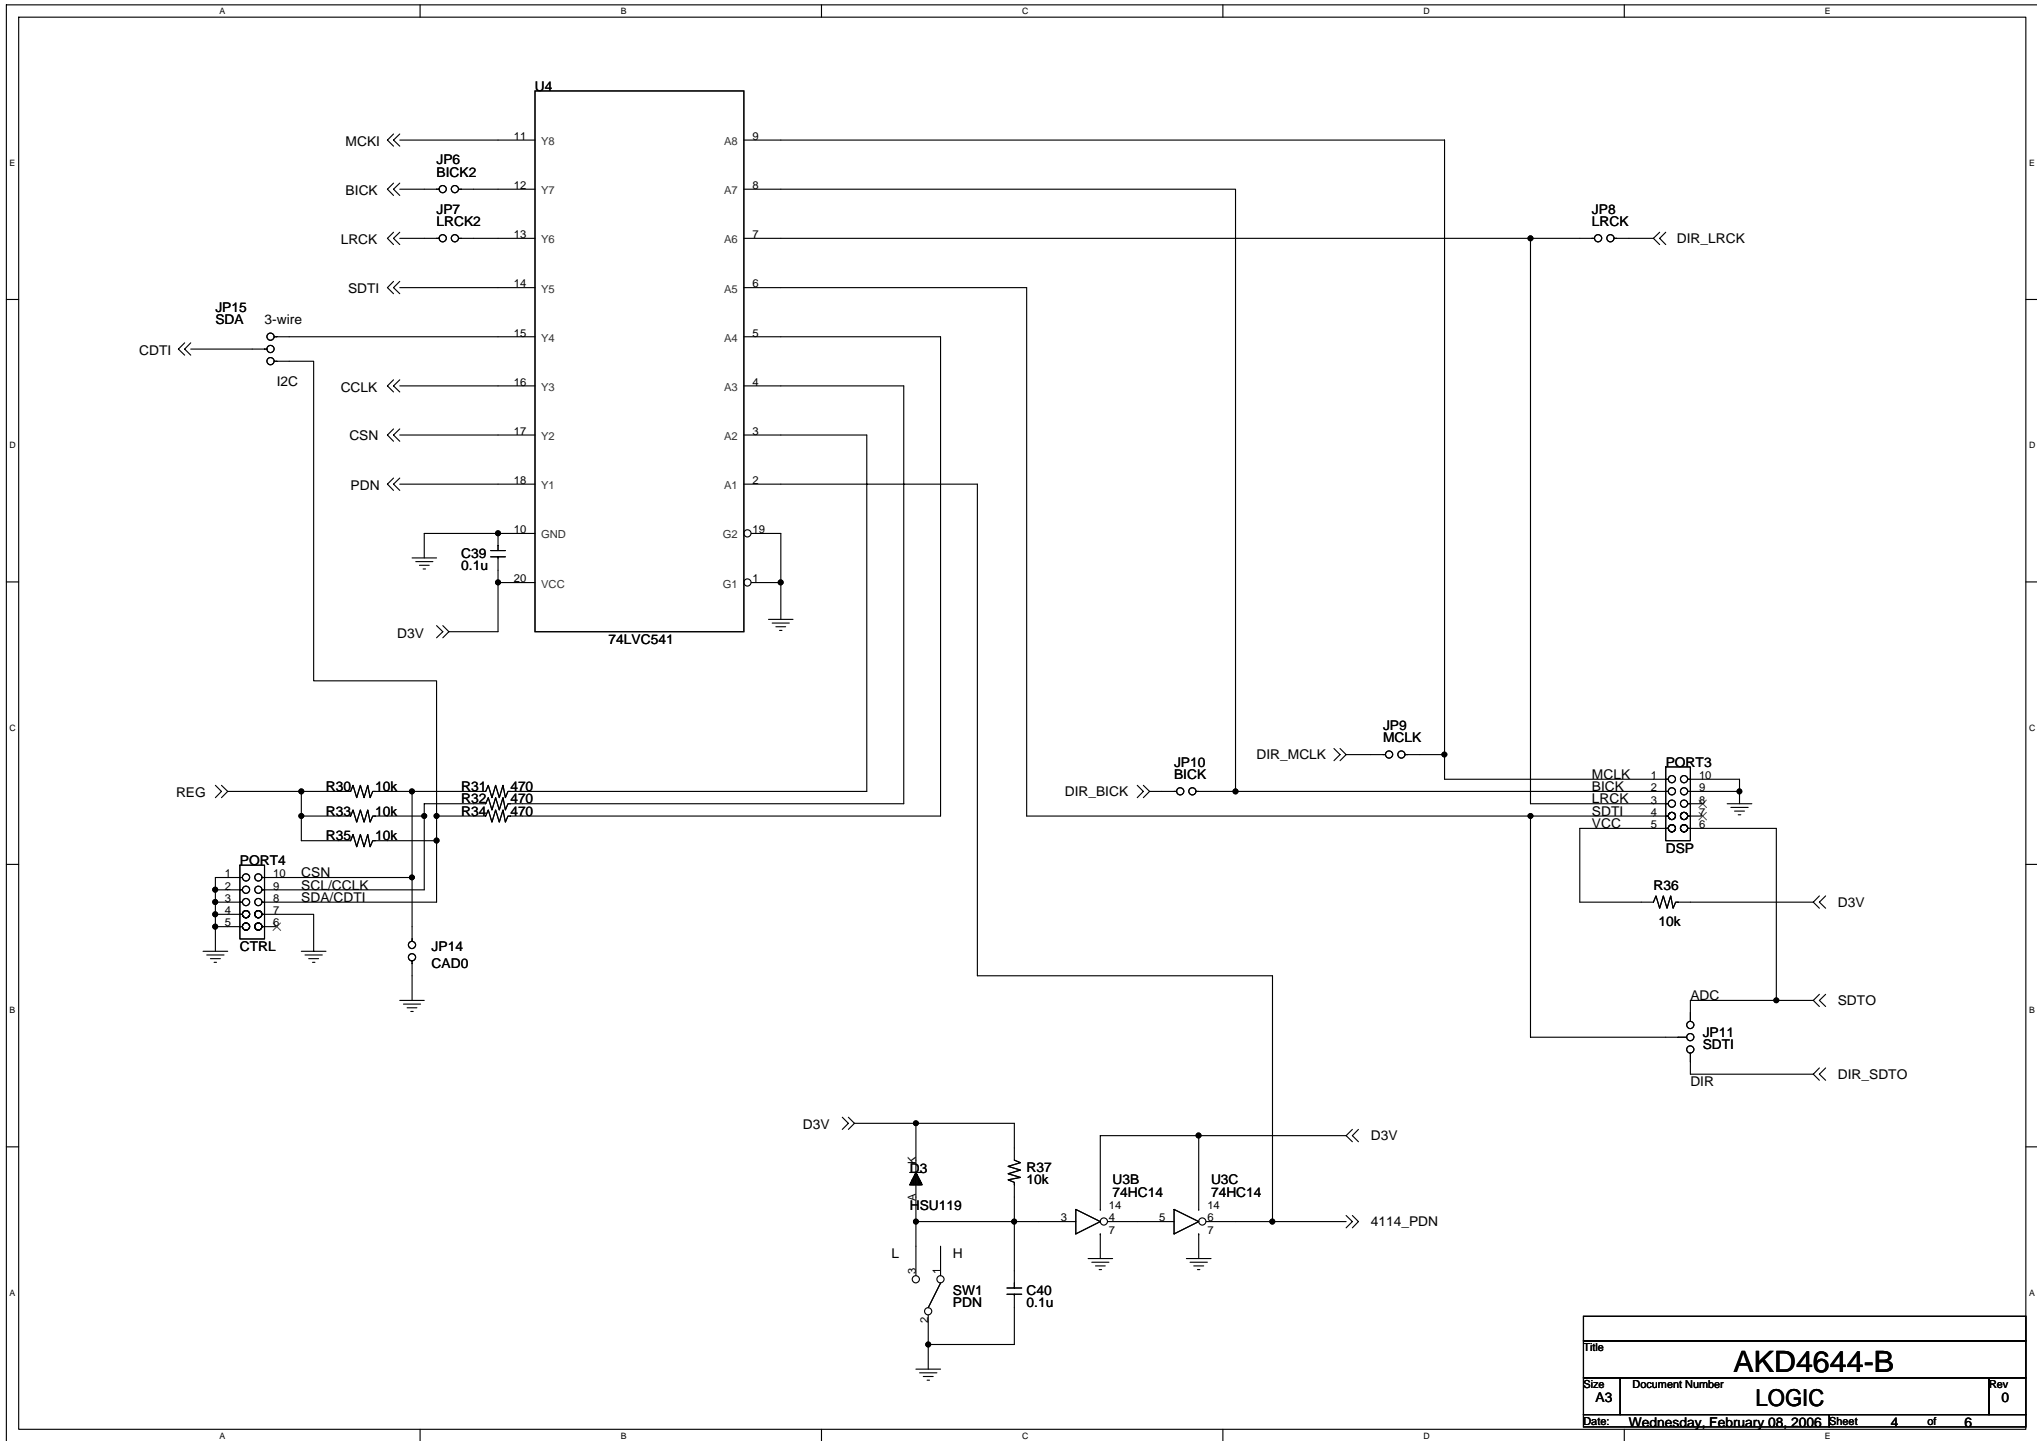 A B C D E
U4
MCKI 11 Y8 A8 9
JP6
BICK2
BICK 12 Y7 A7 8
JP7
LRCK2
LRCK 13 Y6 A6 7
JP8
LRCK
DIR_LRCK
SDTI 14 Y5 A5 6
JP15
SDA 3-wire
15 Y4 A4 5
CDTI
I2C
CCLK 16 Y3 A3 4
CSN 17 Y2 A2 3
PDN 18 Y1 A1 2
10 GND G2 19
C39
0.1u
20 VCC G1 1
D3V
74LVC541
JP9
MCLK
DIR_MCLK
JP10
BICK
DIR_BICK
PORT3
MCLK 1 10
BICK 2 9
LRCK 3 8
SDTI 4 7
VCC 5 6
DSP
REG
R30 10k R31 470
R32 470
R33 10k R34 470
R35 10k
PORT4
1 10 CSN
2 9 SCL/CCLK
3 8 SDA/CDTI
4 7
5 6
CTRL
JP14
CAD0
R36
10k
D3V
ADC
SDTO
JP11
SDTI
DIR
DIR_SDTO
D3V
D3V
K
D3
A
HSU119
R37
10k
U3B
74HC14
14
3 4
7
U3C
74HC14
14
5 6
7
4114_PDN
L H
3 1
SW1
PDN
2
C40
0.1u
Title
AKD4644-B
Size
A3
Document Number
LOGIC
Rev
0
Date: Wednesday, February 08, 2006 Sheet 4 of 6
E D C B A
E D C B A
A B C D E